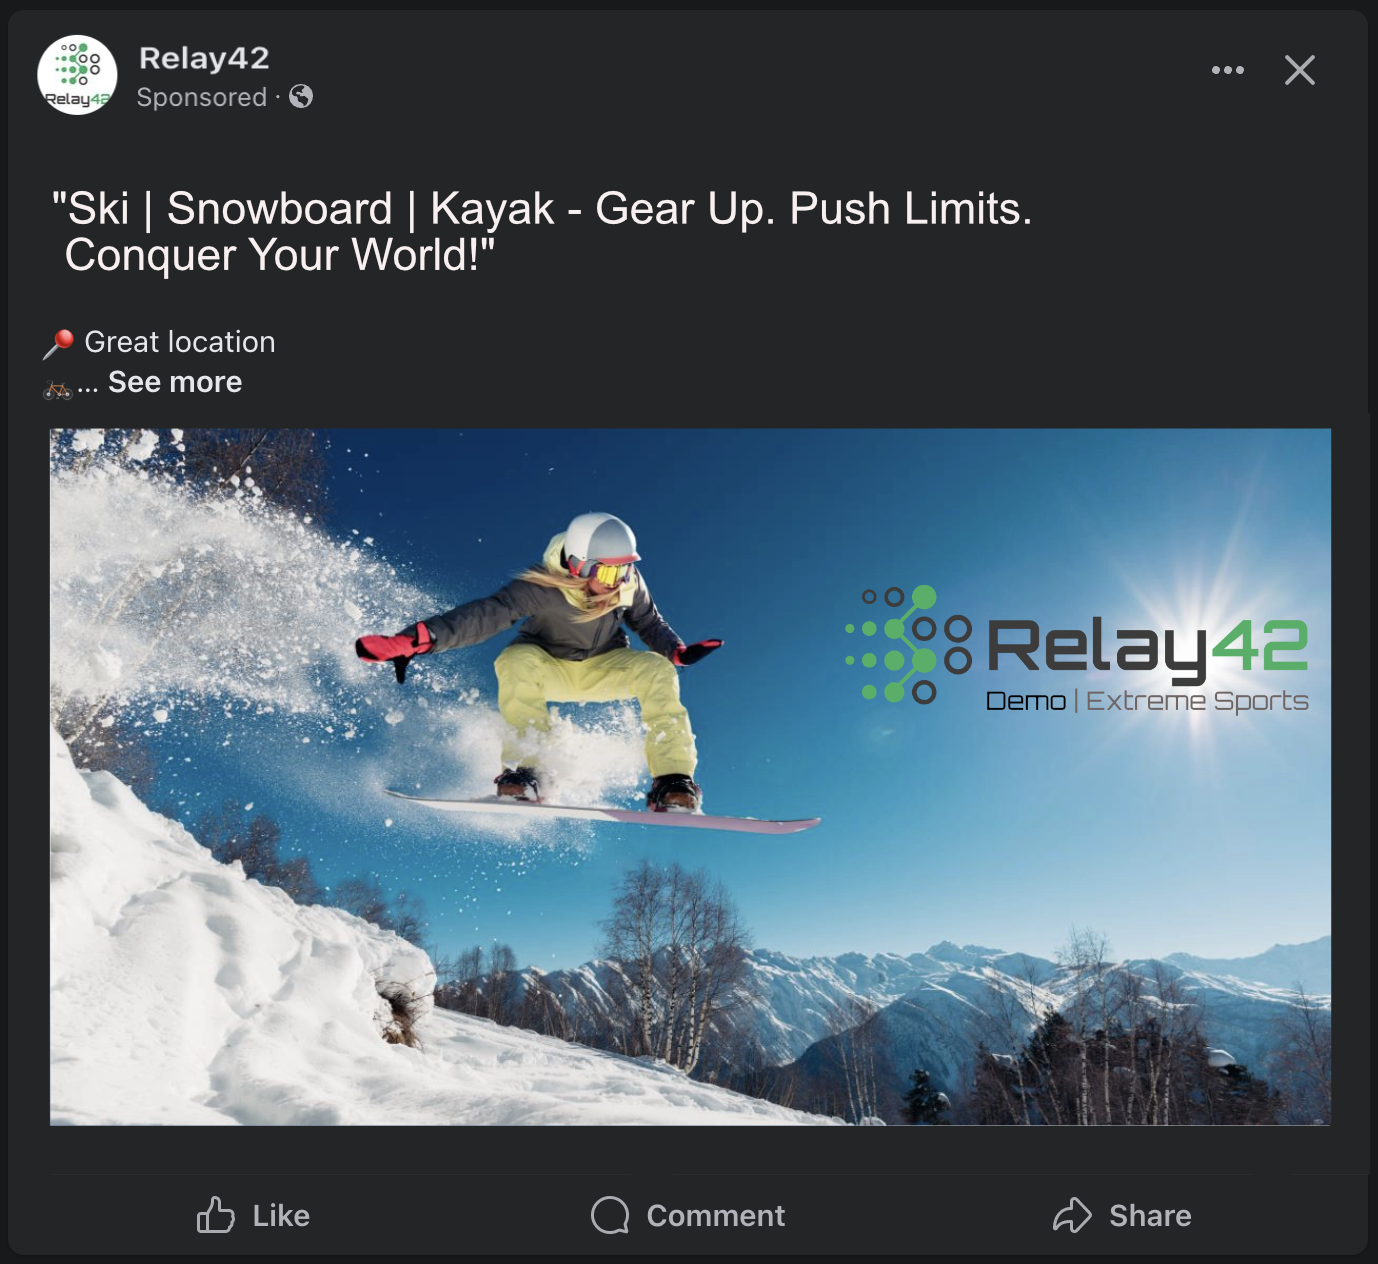 Relay42
Relay42
Sponsored ·
"Ski | Snowboard | Kayak - Gear Up. Push Limits.
Conquer Your World!"
Great location
... See more
Relay42
Demo | Extreme Sports
Like
Comment
Share